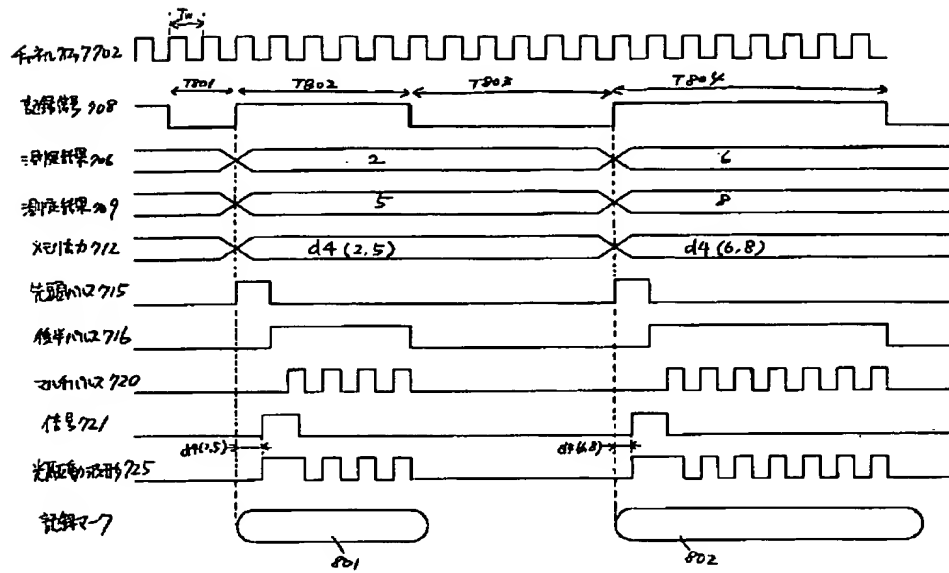 Tw
チャネルクロック702
T801 T802 T803 T804
記録信号708
測定結果706 2 6
測定結果709 5 8
メモリ出力712 d4(2,5) d4(6,8)
先頭パルス715
後半パルス716
マルチパルス720
信号721
d4(2,5) d4(6,8)
光駆動波形725
記録マーク
801 802